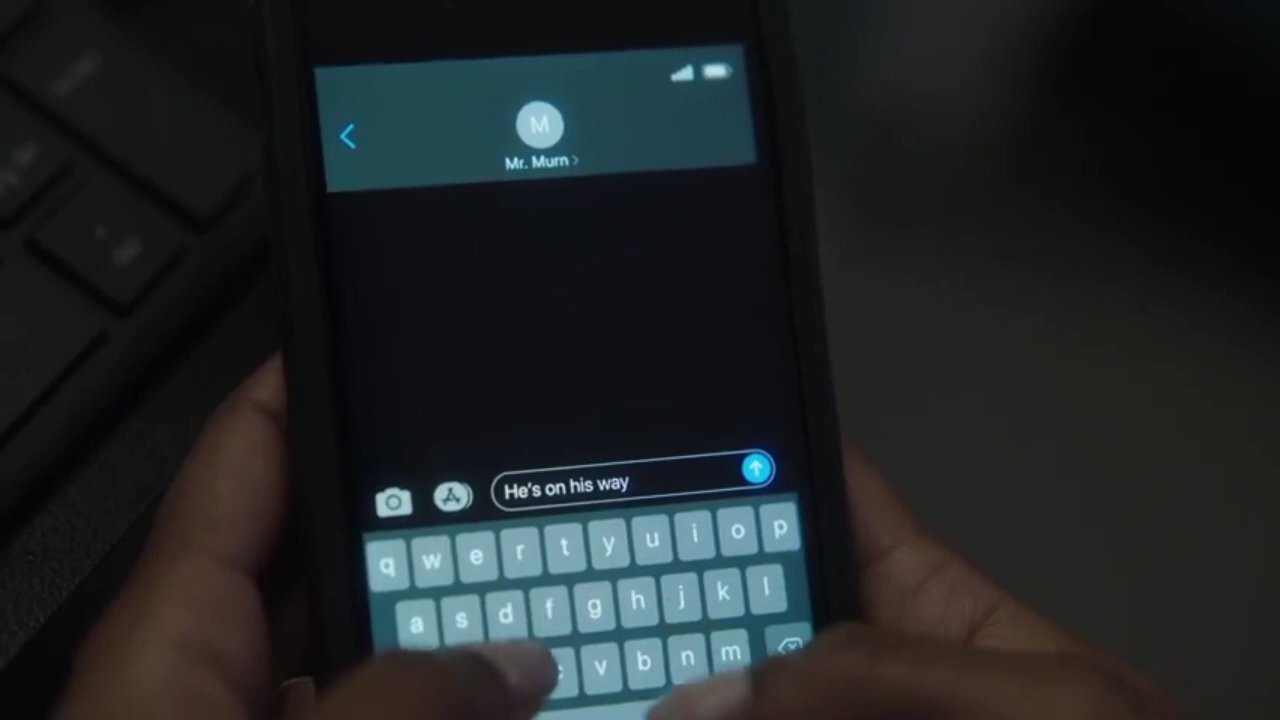 M
Mr. Murn >
He's on his way
q w e r t y u i o p
a s d f g h j k l
c v b n m